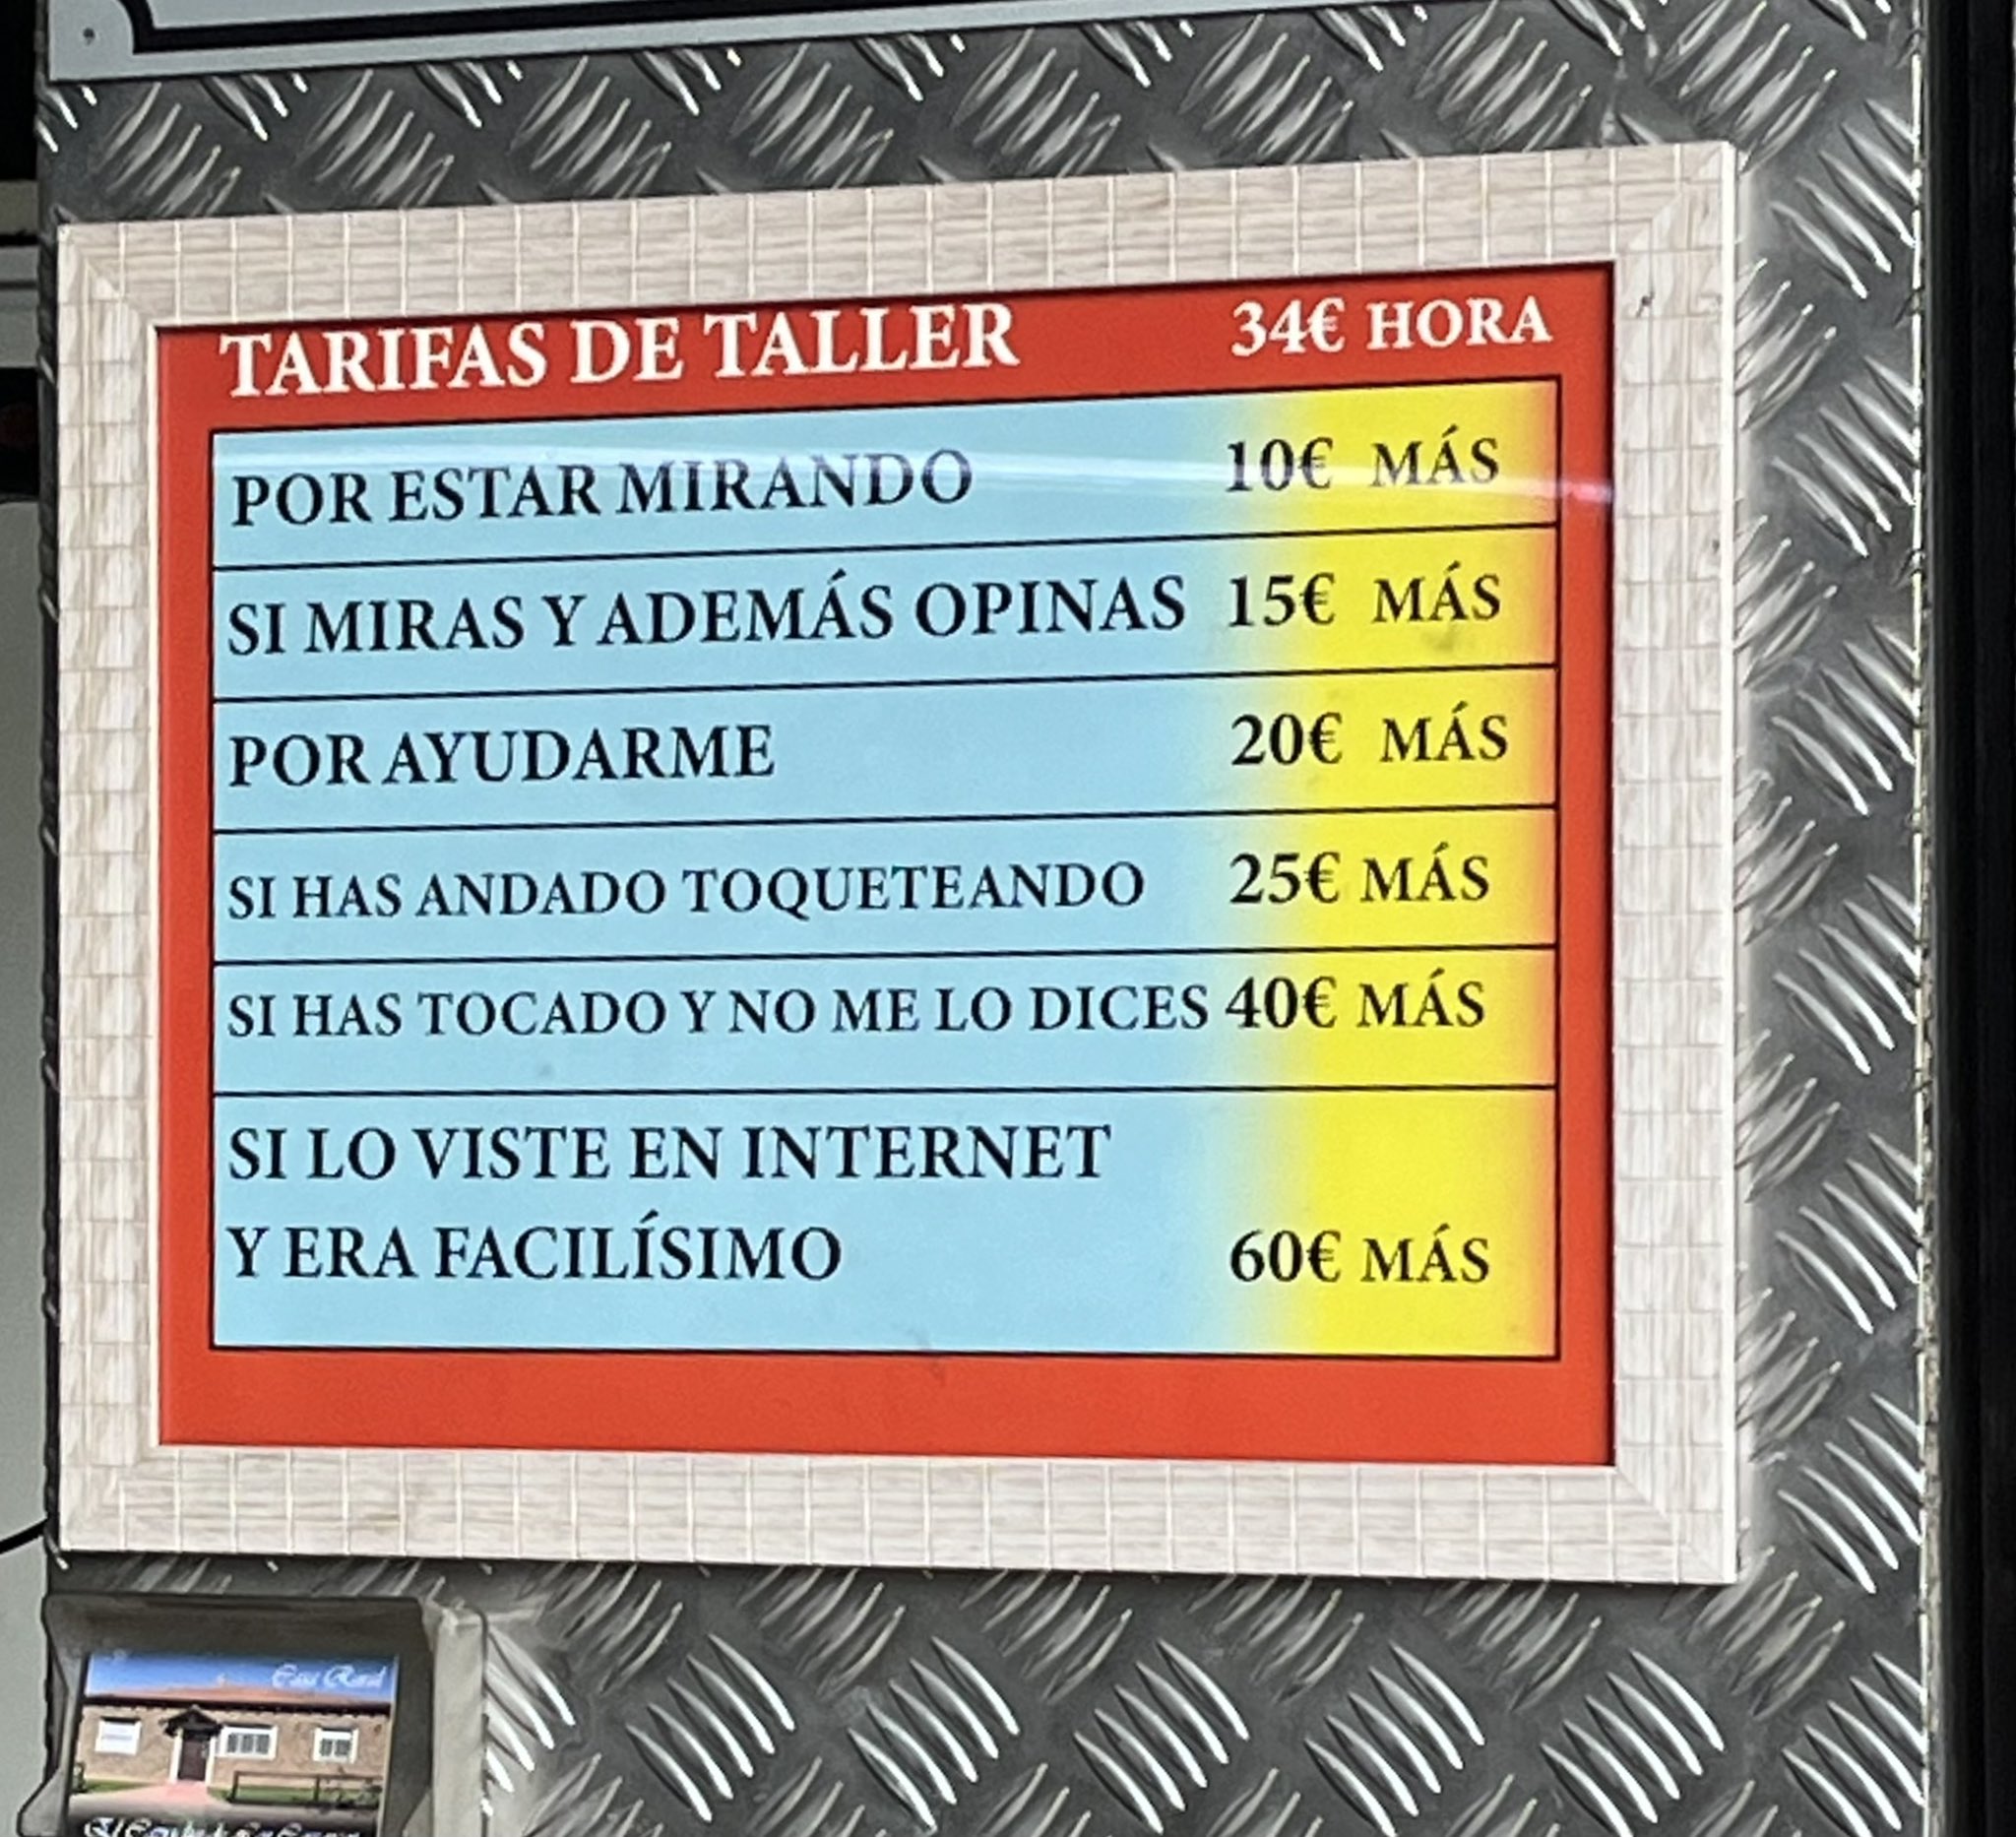 TARIFAS DE TALLER 34€ HORA
POR ESTAR MIRANDO 10€ MÁS
SI MIRAS Y ADEMÁS OPINAS 15€ MÁS
POR AYUDARME 20€ MÁS
SI HAS ANDADO TOQUETEANDO 25€ MÁS
SI HAS TOCADO Y NO ME LO DICES 40€ MÁS
SI LO VISTE EN INTERNET
Y ERA FACILÍSIMO 60€ MÁS
Casa Rural